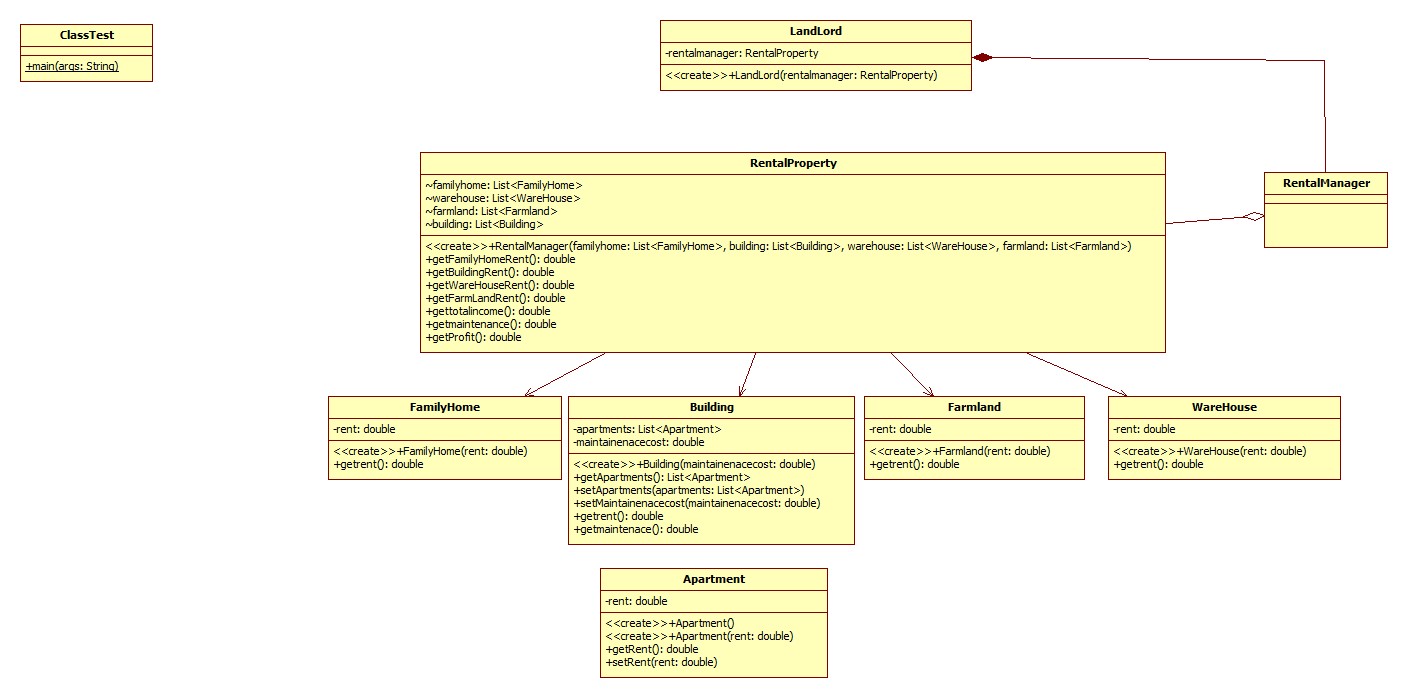 ClassTest
+main(args: String)
LandLord
-rentalmanager: RentalProperty
<<create>>+LandLord(rentalmanager: RentalProperty)
RentalProperty
~familyhome: List<FamilyHome>
~warehouse: List<WareHouse>
~farmland: List<Farmland>
~building: List<Building>
<<create>>+RentalManager(familyhome: List<FamilyHome>, building: List<Building>, warehouse: List<WareHouse>, farmland: List<Farmland>)
+getFamilyHomeRent(): double
+getBuildingRent(): double
+getWareHouseRent(): double
+getFarmLandRent(): double
+gettotalincome(): double
+getmaintenance(): double
+getProfit(): double
RentalManager
FamilyHome
-rent: double
<<create>>+FamilyHome(rent: double)
+getrent(): double
Building
-apartments: List<Apartment>
-maintainenacecost: double
<<create>>+Building(maintainenacecost: double)
+getApartments(): List<Apartment>
+setApartments(apartments: List<Apartment>)
+setMaintainenacecost(maintainenacecost: double)
+getrent(): double
+getmaintenace(): double
Farmland
-rent: double
<<create>>+Farmland(rent: double)
+getrent(): double
WareHouse
-rent: double
<<create>>+WareHouse(rent: double)
+getrent(): double
Apartment
-rent: double
<<create>>+Apartment()
<<create>>+Apartment(rent: double)
+getRent(): double
+setRent(rent: double)